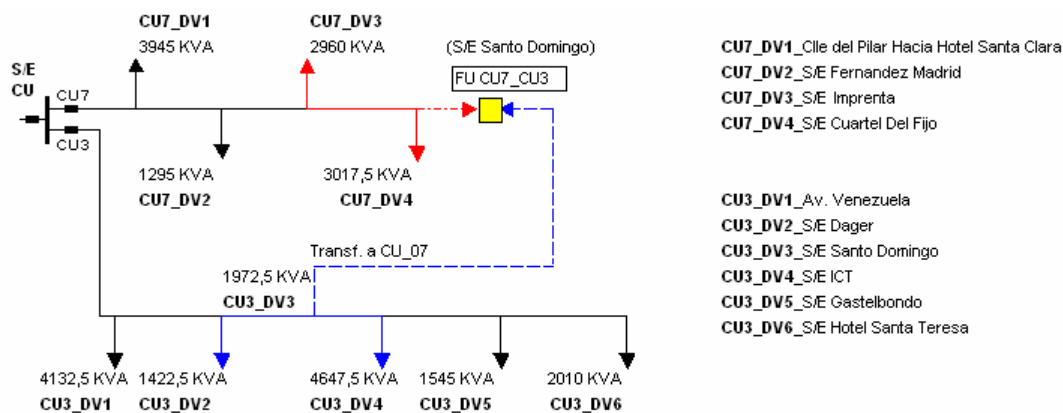 CU7_DV1
3945 KVA
CU7_DV3
2960 KVA
(S/E Santo Domingo)
FU CU7_CU3
S/E
CU
CU7
CU3
1295 KVA
CU7_DV2
3017,5 KVA
CU7_DV4
Transf. a CU_07
1972,5 KVA
CU3_DV3
4132,5 KVA
CU3_DV1
1422,5 KVA
CU3_DV2
4647,5 KVA
CU3_DV4
1545 KVA
CU3_DV5
2010 KVA
CU3_DV6
CU7_DV1_Clle del Pilar Hacia Hotel Santa Clara
CU7_DV2_S/E Fernandez Madrid
CU7_DV3_S/E Imprenta
CU7_DV4_S/E Cuartel Del Fijo
CU3_DV1_Av. Venezuela
CU3_DV2_S/E Dager
CU3_DV3_S/E Santo Domingo
CU3_DV4_S/E ICT
CU3_DV5_S/E Gastelbondo
CU3_DV6_S/E Hotel Santa Teresa